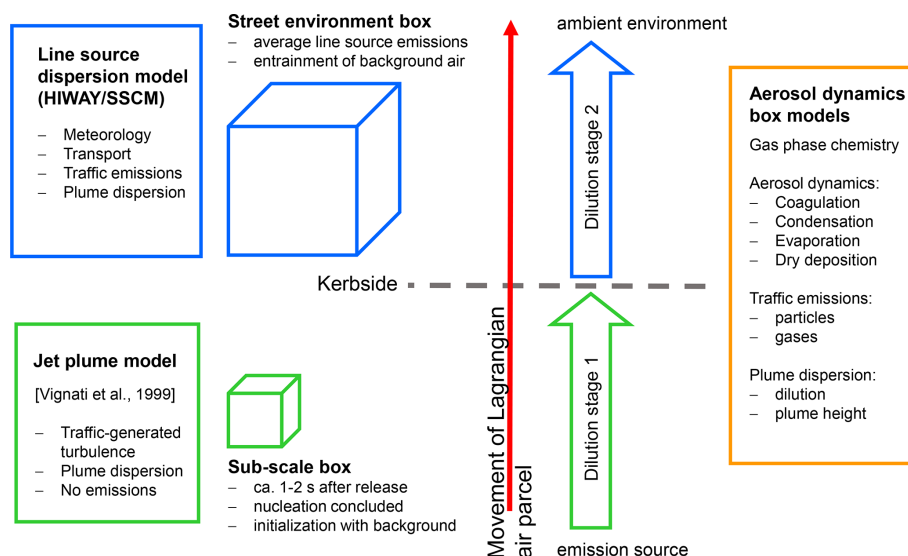 Line source
dispersion model
(HIWAY/SSCM)
– Meteorology
– Transport
– Traffic emissions
– Plume dispersion
Street environment box
– average line source emissions
– entrainment of background air
Kerbside
Jet plume model
[Vignati et al., 1999]
– Traffic-generated
turbulence
– Plume dispersion
– No emissions
Sub-scale box
– ca. 1-2 s after release
– nucleation concluded
– initialization with background
Movement of Lagrangian
air parcel
ambient environment
Dilution stage 2
Dilution stage 1
emission source
Aerosol dynamics
box models
Gas phase chemistry
Aerosol dynamics:
– Coagulation
– Condensation
– Evaporation
– Dry deposition
Traffic emissions:
– particles
– gases
Plume dispersion:
– dilution
– plume height